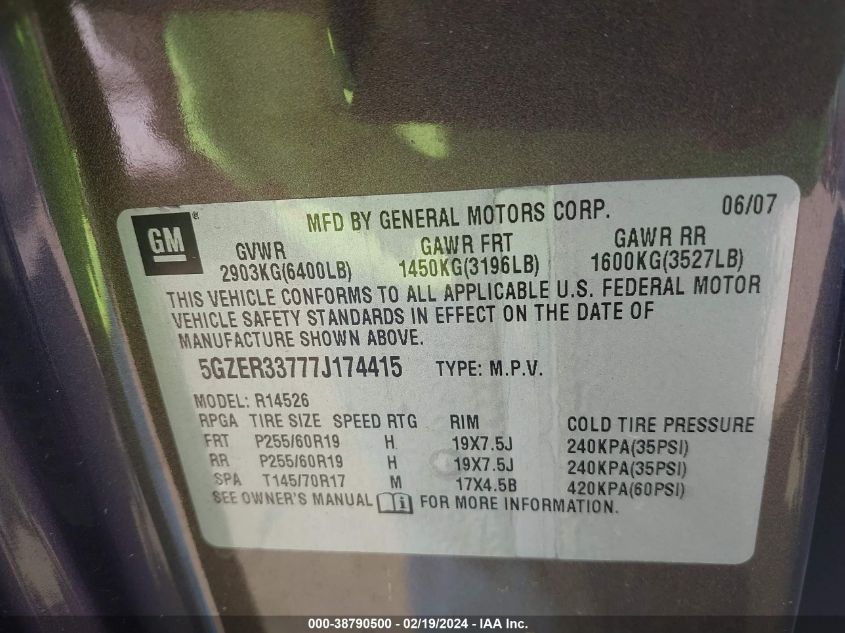 GM ®
MFD BY GENERAL MOTORS CORP. 06/07
GVWR GAWR FRT GAWR RR
2903KG(6400LB) 1450KG(3196LB) 1600KG(3527LB)
THIS VEHICLE CONFORMS TO ALL APPLICABLE U.S. FEDERAL MOTOR
VEHICLE SAFETY STANDARDS IN EFFECT ON THE DATE OF
MANUFACTURE SHOWN ABOVE.
5GZER33777J174415 TYPE: M.P.V.
MODEL: R14526
RPGA TIRE SIZE SPEED RTG RIM COLD TIRE PRESSURE
FRT P255/60R19 H 19X7.5J 240KPA(35PSI)
RR P255/60R19 H 19X7.5J 240KPA(35PSI)
SPA T145/70R17 M 17X4.5B 420KPA(60PSI)
SEE OWNER'S MANUAL i FOR MORE INFORMATION.
000-38790500 - 02/19/2024 - IAA Inc.